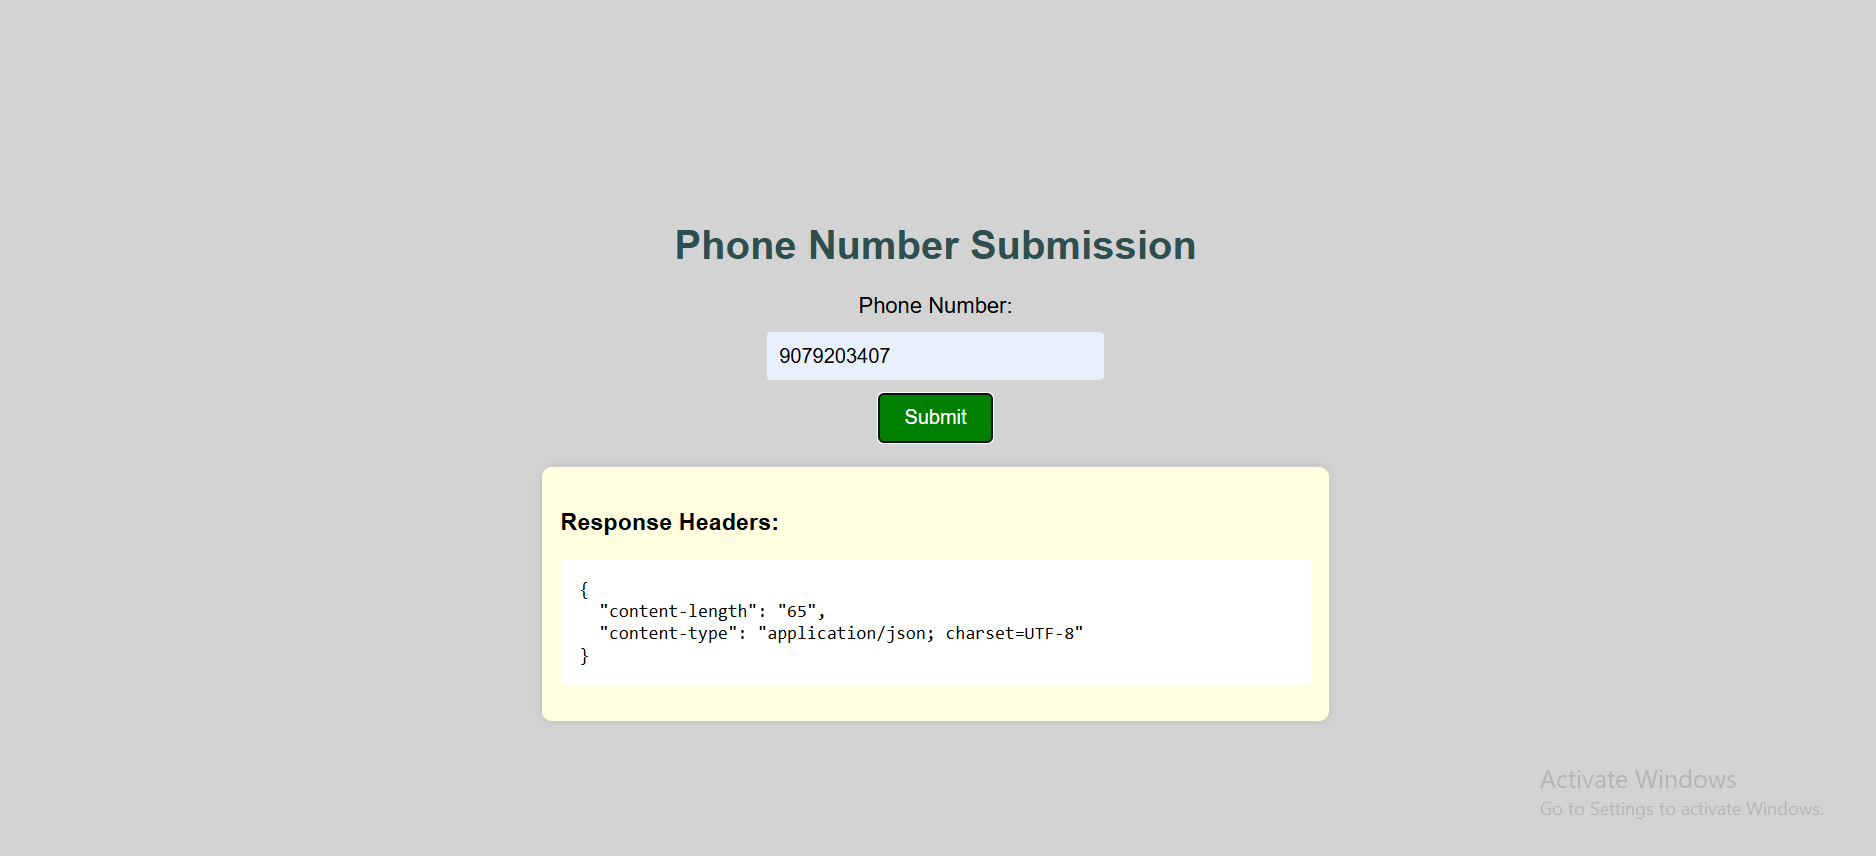 Phone Number Submission
Phone Number:
9079203407
Submit
Response Headers:
{
  "content-length": "65",
  "content-type": "application/json; charset=UTF-8"
}
Activate Windows
Go to Settings to activate Windows.